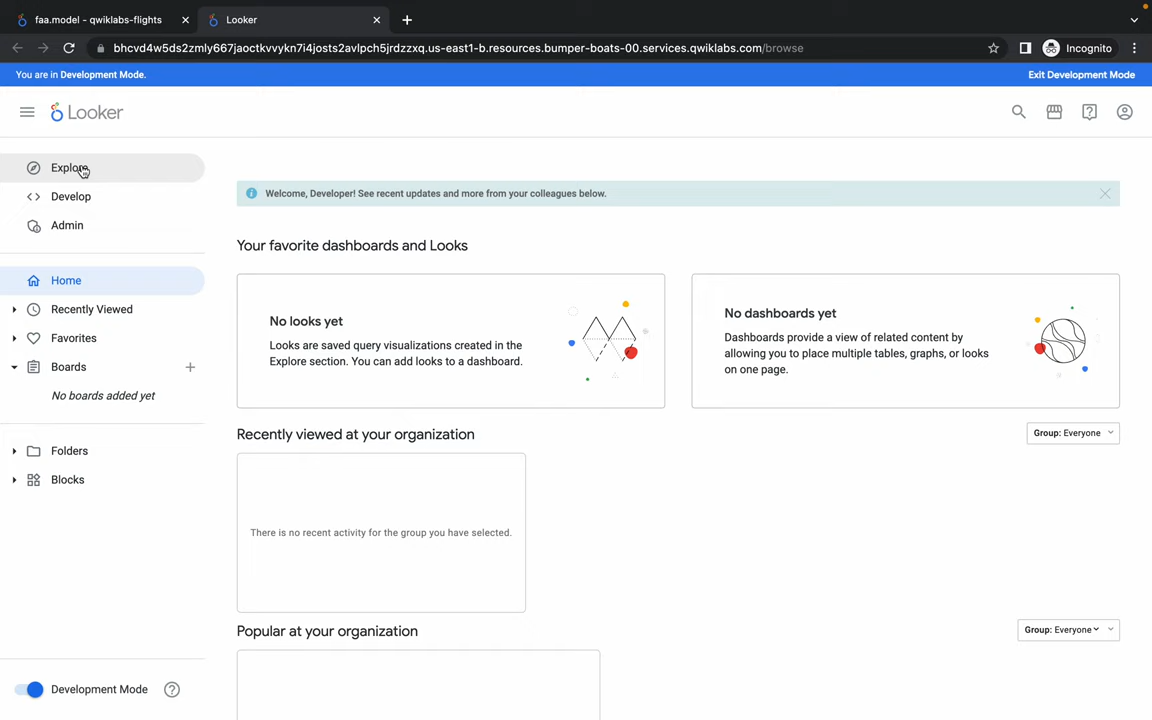 faa.model - qwiklabs-flights
Looker
bhcvd4w5ds2zmly667jaoctkvvykn7i4josts2avlpch5jrdzzxq.us-east1-b.resources.bumper-boats-00.services.qwiklabs.com/browse
Incognito
You are in Development Mode.
Exit Development Mode
Looker
Explore
Develop
Admin
Home
Recently Viewed
Favorites
Boards
No boards added yet
Folders
Blocks
Development Mode
Welcome, Developer! See recent updates and more from your colleagues below.
Your favorite dashboards and Looks
No looks yet
Looks are saved query visualizations created in the
Explore section. You can add looks to a dashboard.
No dashboards yet
Dashboards provide a view of related content by
allowing you to place multiple tables, graphs, or looks
on one page.
Recently viewed at your organization
Group: Everyone
There is no recent activity for the group you have selected.
Popular at your organization
Group: Everyone